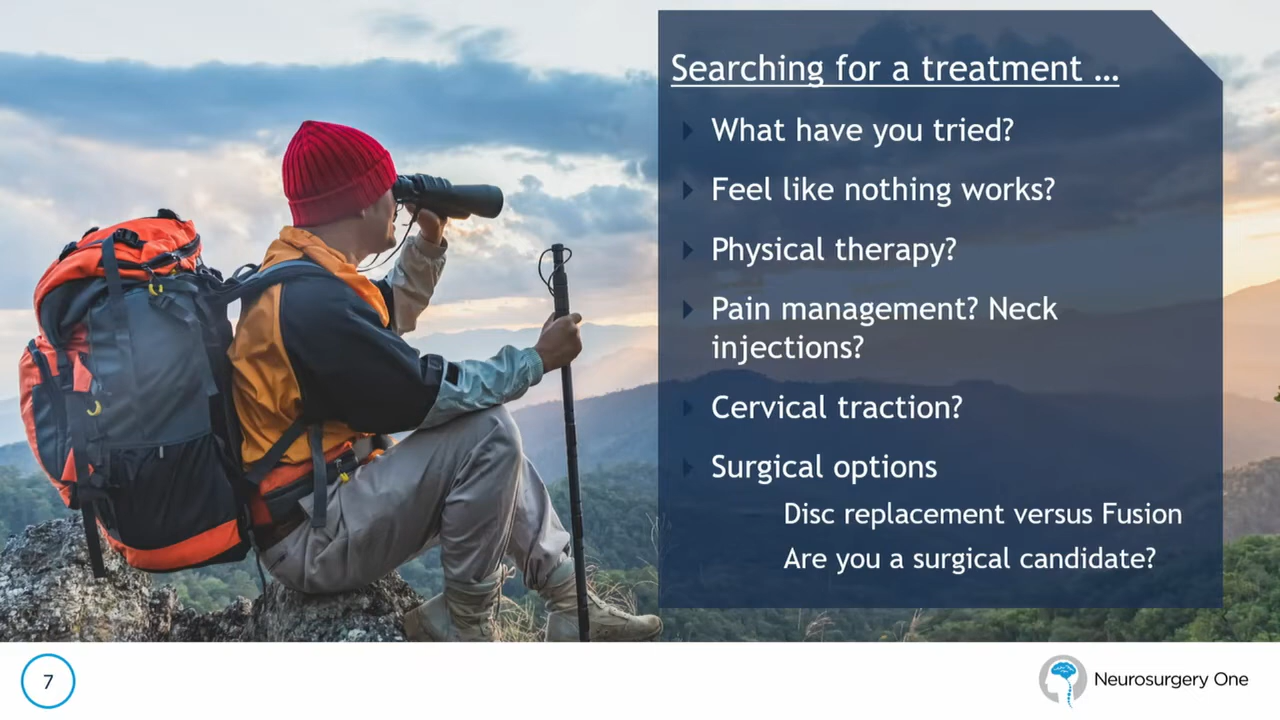 Searching for a treatment ...
What have you tried?
Feel like nothing works?
Physical therapy?
Pain management? Neck
injections?
Cervical traction?
Surgical options
Disc replacement versus Fusion
Are you a surgical candidate?
7
Neurosurgery One